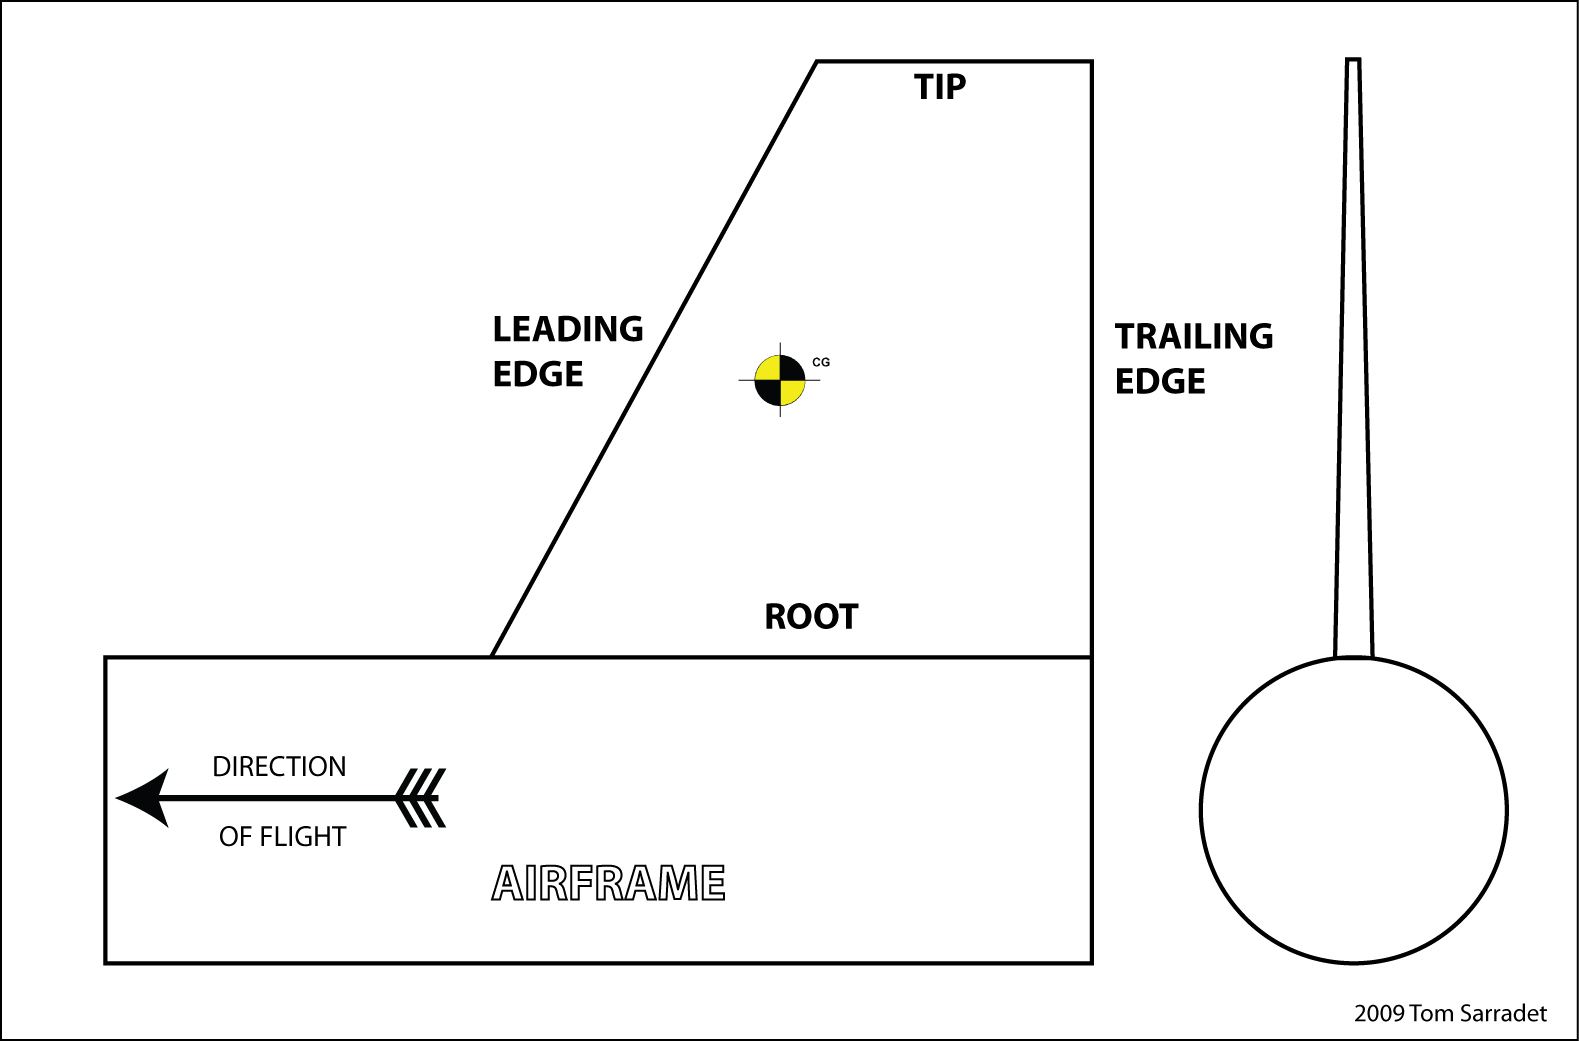 TIP
LEADING
EDGE
CG
TRAILING
EDGE
ROOT
DIRECTION
OF FLIGHT
AIRFRAME
2009 Tom Sarradet